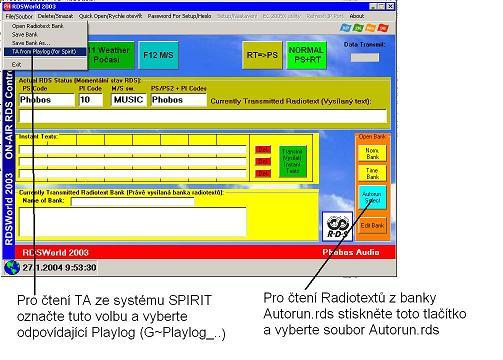 RDSWorld 2003
File/Soubor Delete/Smazat Quick Open/Rychle otevřít Password For Setup/Heslo Setup/Nastavení Refresh IP Port About
Open Radiotext Bank
Save Bank
Save Bank As...
TA from Playlog (for Spirit)
Exit
11 Weather
Počasí
F12 M/S
RT=>PS
NORMAL
PS+RT
Data Transmit:
RDSWorld 2003 ON-AIR RDS Contro
Actual RDS Status (Momentální stav RDS):
PS Code PI Code M/S sw. PS/PS2 + PI Codes
Phobos 10 MUSIC Phobos
Currently Transmitted Radiotext (Vysílaný text):
Instant Texts:
Del
Del
Del
Transmit
Vysílati
Instant
Texts
Open Bank
Norm.
Bank
Time
Bank
Autorun
Select
Edit Bank
Currently Transmitted Radiotext Bank (Právě vysílaná banka radiotextů):
Name of Bank:
R·D·S
RDSWorld 2003 Phobos Audio
27.1.2004 9:53:30
Pro čtení TA ze systému SPIRIT
označte tuto volbu a vyberte
odpovídající Playlog (G~Playlog_..)
Pro čtení Radiotextů z banky
Autorun.rds stiskněte toto tlačítko
a vyberte soubor Autorun.rds